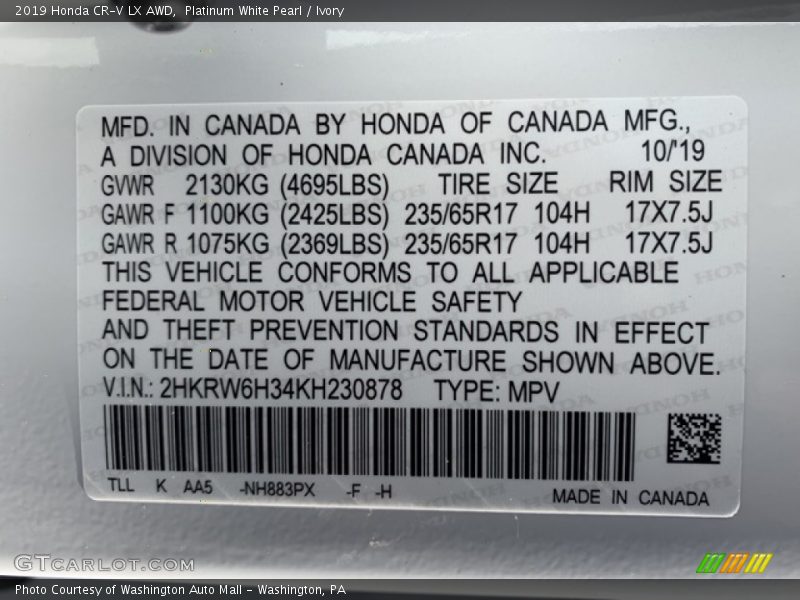 2019 Honda CR-V LX AWD, Platinum White Pearl / Ivory
MFD. IN CANADA BY HONDA OF CANADA MFG.,
A DIVISION OF HONDA CANADA INC. 10/'19
GVWR 2130KG (4695LBS) TIRE SIZE RIM SIZE
GAWR F 1100KG (2425LBS) 235/65R17 104H 17X7.5J
GAWR R 1075KG (2369LBS) 235/65R17 104H 17X7.5J
THIS VEHICLE CONFORMS TO ALL APPLICABLE
FEDERAL MOTOR VEHICLE SAFETY
AND THEFT PREVENTION STANDARDS IN EFFECT
ON THE DATE OF MANUFACTURE SHOWN ABOVE.
V.I.N.: 2HKRW6H34KH230878 TYPE: MPV
TLL K AA5 -NH883PX -F -H MADE IN CANADA
GTCARLOT.COM
Photo Courtesy of Washington Auto Mall - Washington, PA